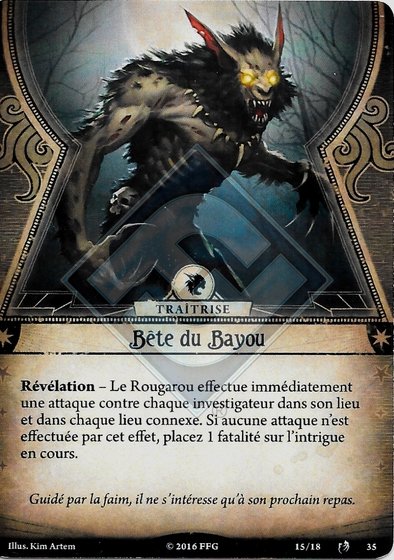 TRAÎTRISE
Bête du Bayou
Révélation – Le Rougarou effectue immédiatement
une attaque contre chaque investigateur dans son lieu
et dans chaque lieu connexe. Si aucune attaque n'est
effectuée par cet effet, placez 1 fatalité sur l'intrigue
en cours.
Guidé par la faim, il ne s'intéresse qu'à son prochain repas.
Illus. Kim Artem © 2016 FFG 15/18 35